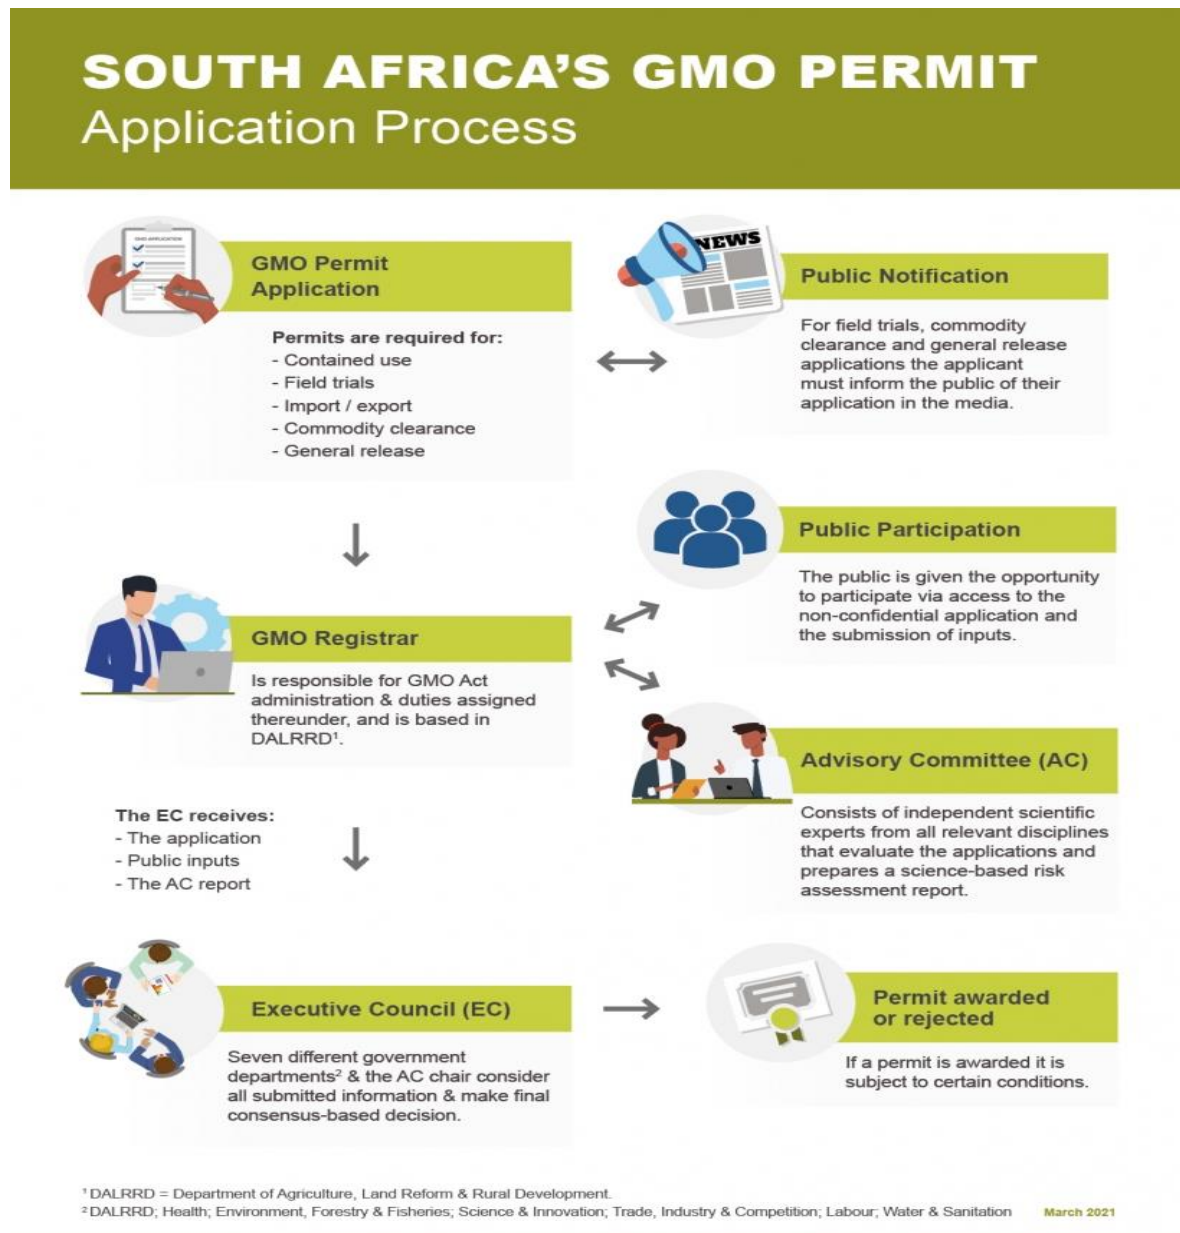 SOUTH AFRICA'S GMO PERMIT
Application Process
GMO APPLICATION
GMO Permit
Application
Permits are required for:
- Contained use
- Field trials
- Import / export
- Commodity clearance
- General release
NEWS
Public Notification
For field trials, commodity
clearance and general release
applications the applicant
must inform the public of their
application in the media.
Public Participation
The public is given the opportunity
to participate via access to the
non-confidential application and
the submission of inputs.
GMO Registrar
Is responsible for GMO Act
administration & duties assigned
thereunder, and is based in
DALRRD¹.
Advisory Committee (AC)
Consists of independent scientific
experts from all relevant disciplines
that evaluate the applications and
prepares a science-based risk
assessment report.
The EC receives:
- The application
- Public inputs
- The AC report
Executive Council (EC)
Seven different government
departments² & the AC chair consider
all submitted information & make final
consensus-based decision.
Permit awarded
or rejected
If a permit is awarded it is
subject to certain conditions.
¹DALRRD = Department of Agriculture, Land Reform & Rural Development.
²DALRRD; Health; Environment, Forestry & Fisheries; Science & Innovation; Trade, Industry & Competition; Labour; Water & Sanitation
March 2021